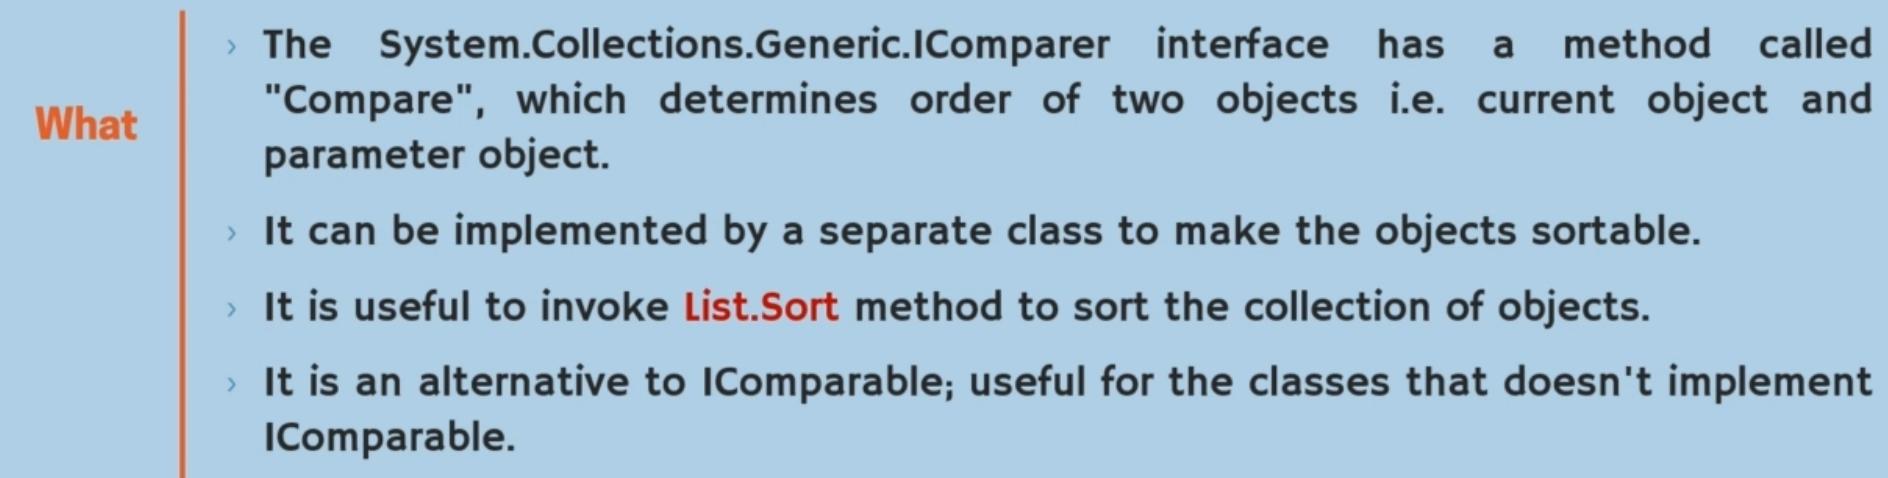 What
› The System.Collections.Generic.IComparer interface has a method called
"Compare", which determines order of two objects i.e. current object and
parameter object.
› It can be implemented by a separate class to make the objects sortable.
› It is useful to invoke List.Sort method to sort the collection of objects.
› It is an alternative to IComparable; useful for the classes that doesn't implement
IComparable.